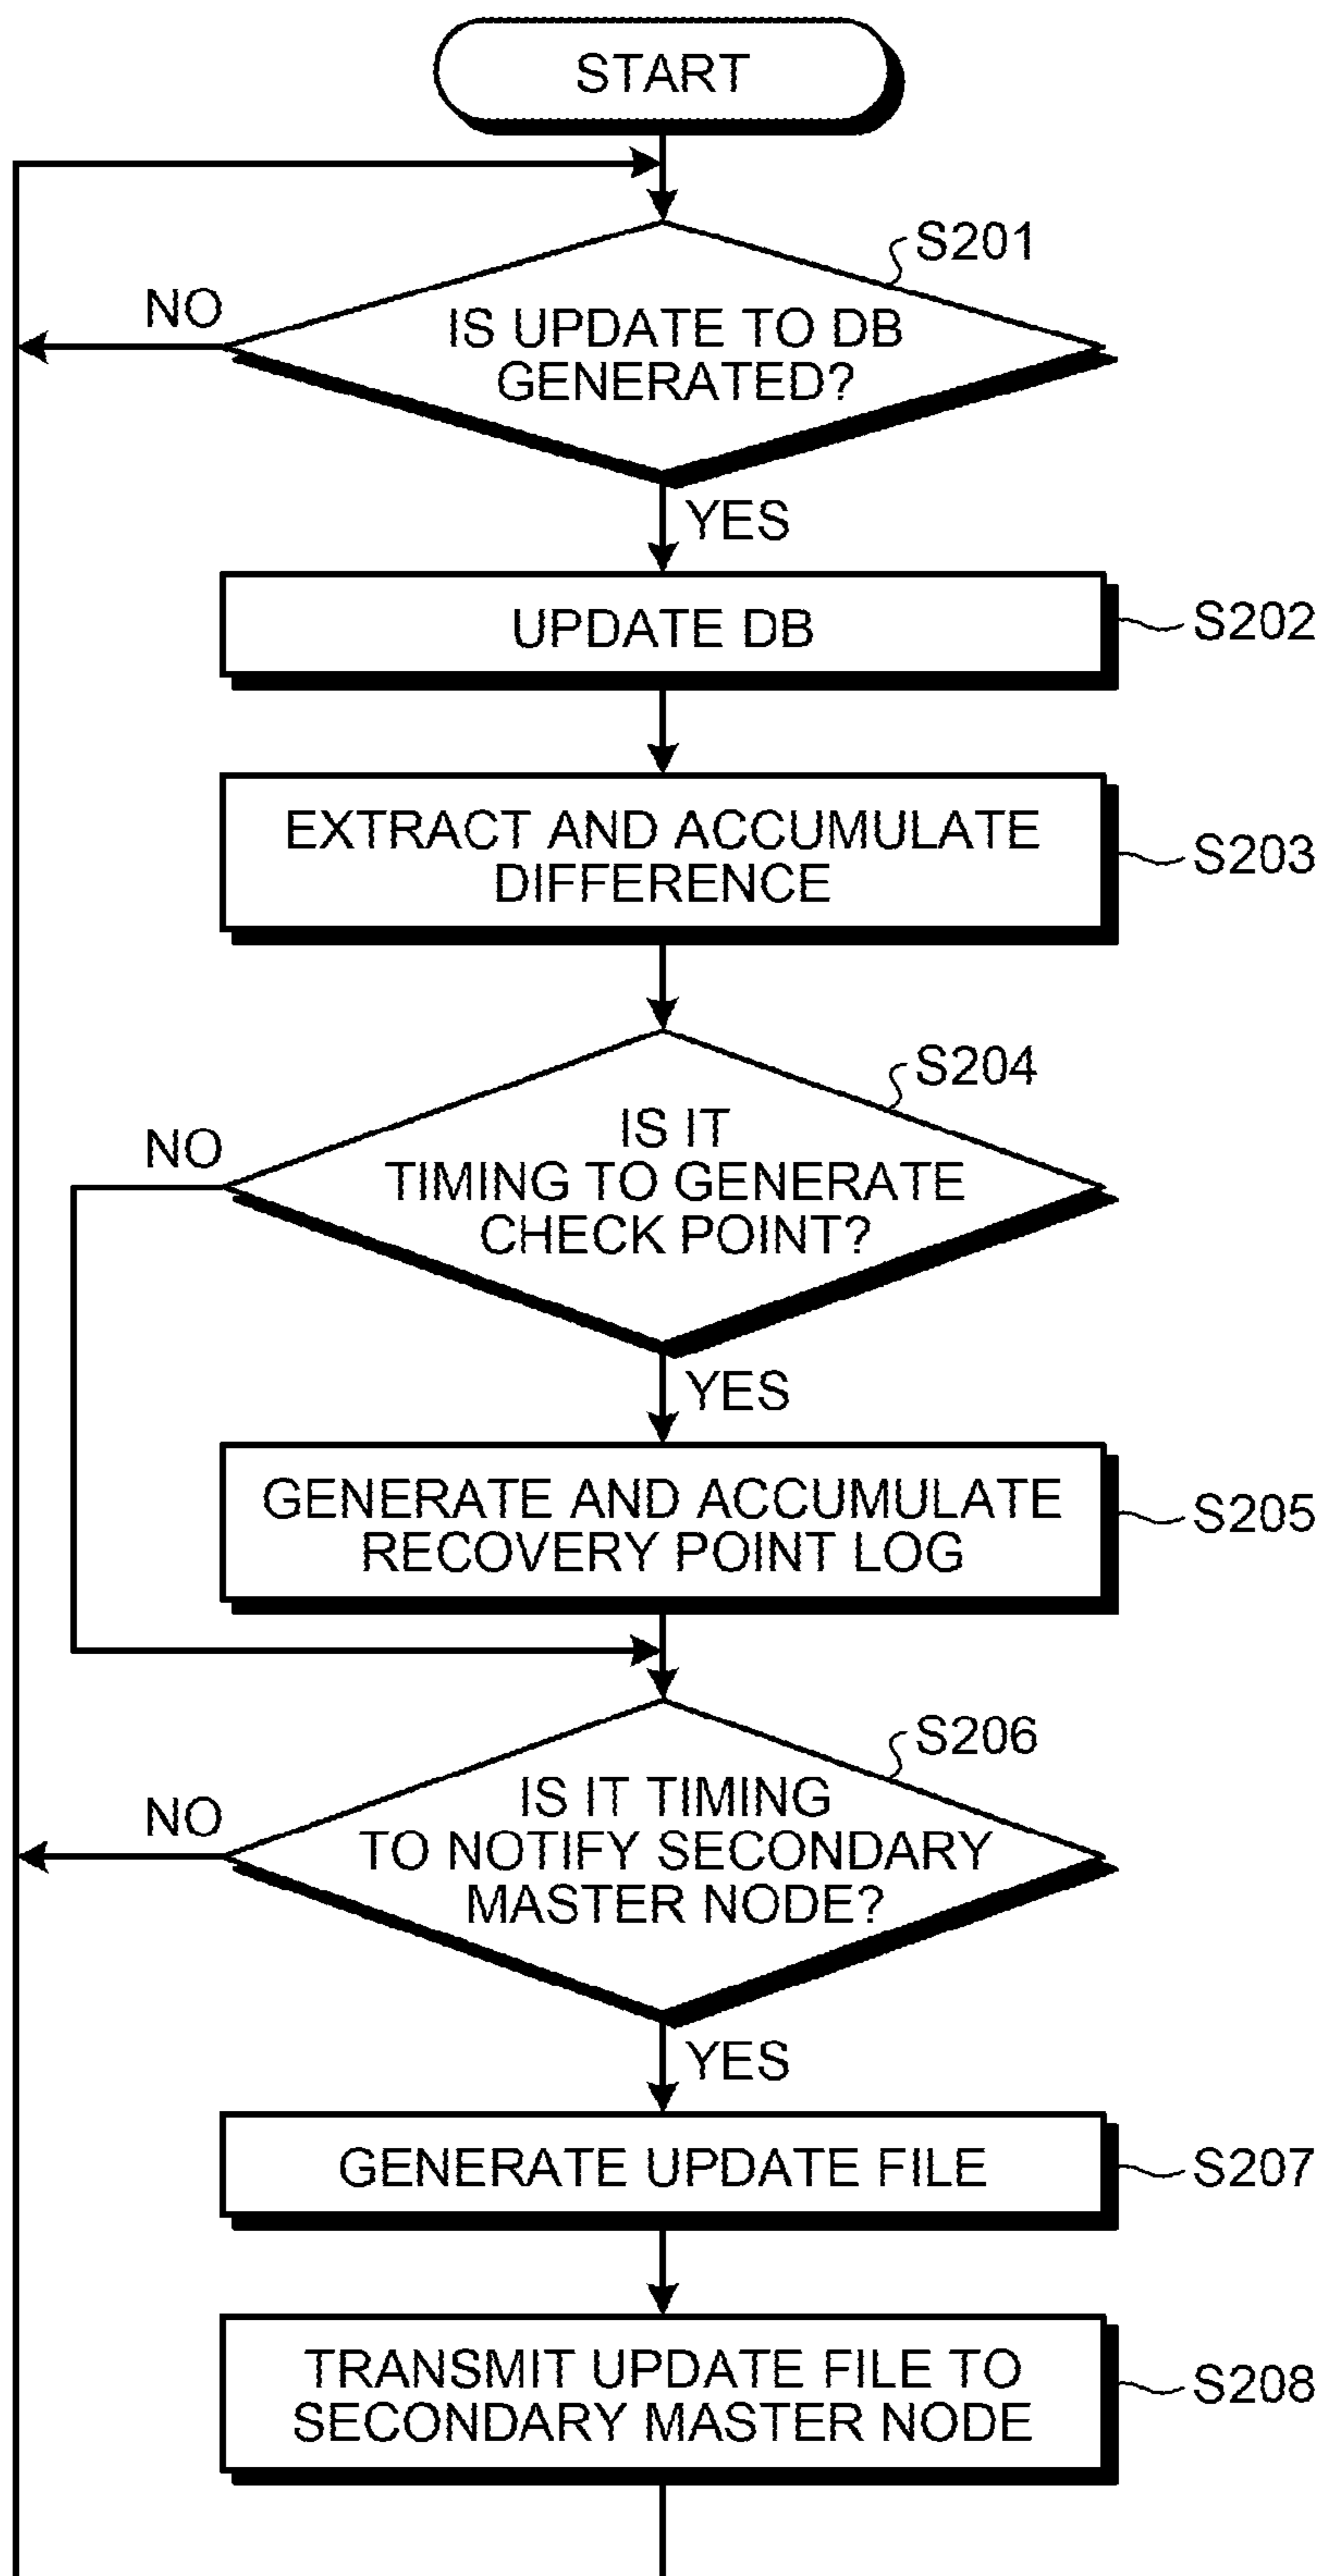 START
S201
NO
IS UPDATE TO DB
GENERATED?
YES
UPDATE DB
S202
EXTRACT AND ACCUMULATE
DIFFERENCE
S203
S204
NO
IS IT
TIMING TO GENERATE
CHECK POINT?
YES
GENERATE AND ACCUMULATE
RECOVERY POINT LOG
S205
S206
NO
IS IT TIMING
TO NOTIFY SECONDARY
MASTER NODE?
YES
GENERATE UPDATE FILE
S207
TRANSMIT UPDATE FILE TO
SECONDARY MASTER NODE
S208